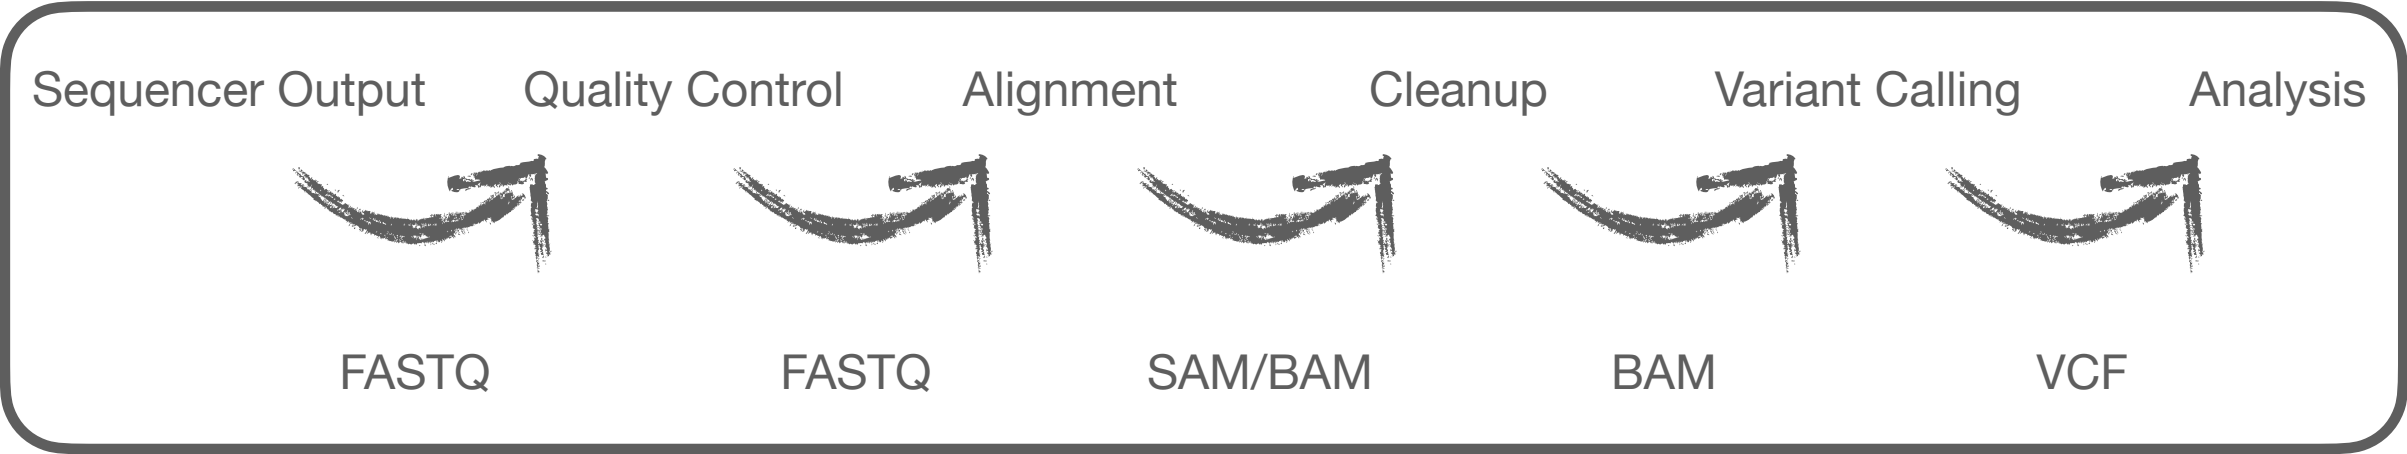 Sequencer Output Quality Control Alignment Cleanup Variant Calling Analysis
FASTQ FASTQ SAM/BAM BAM VCF